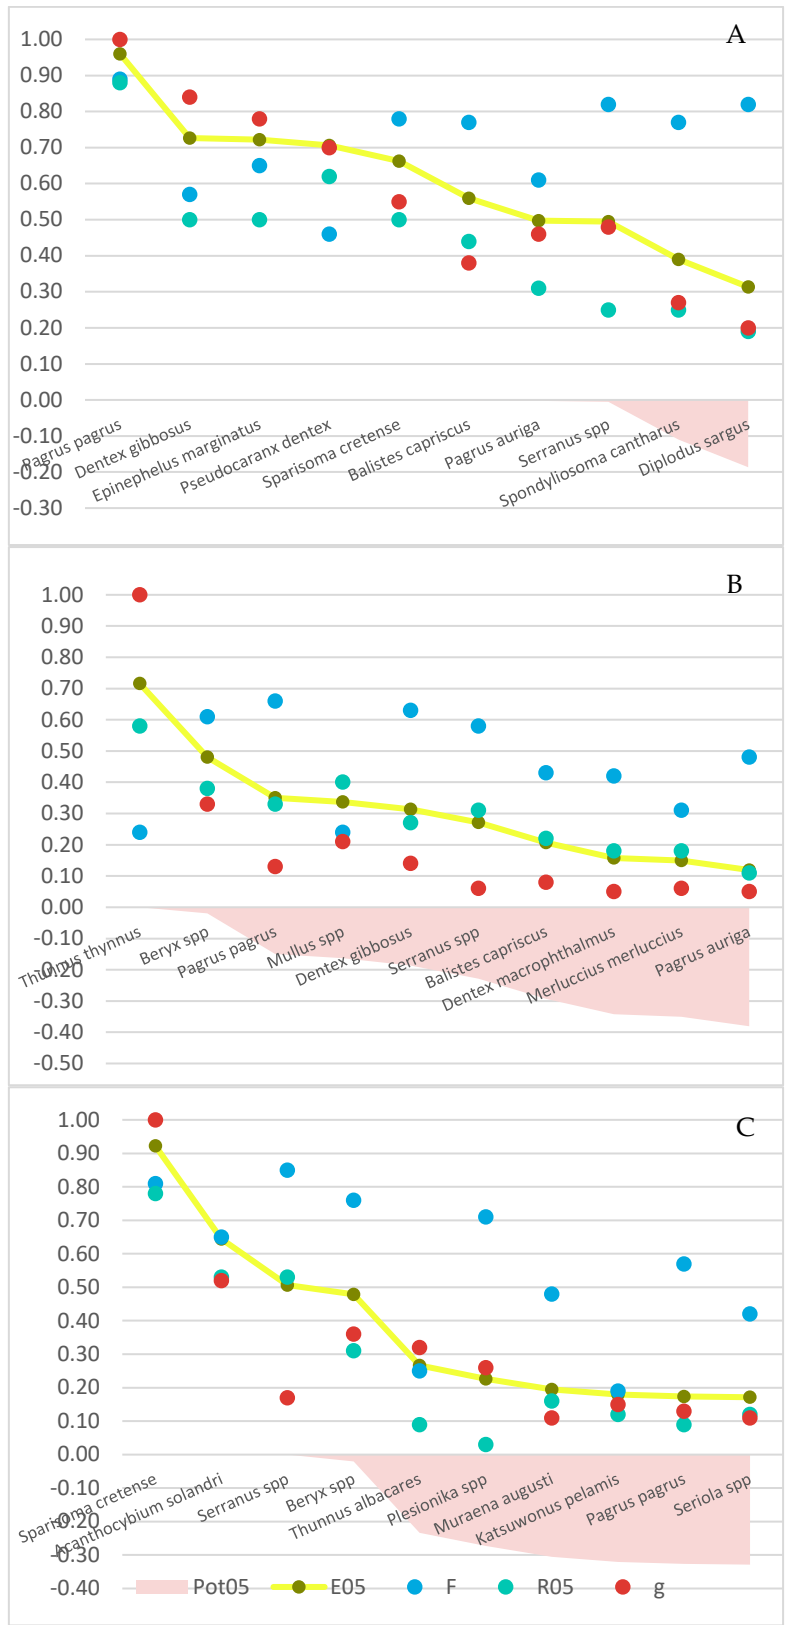 A
1.00
0.90
0.80
0.70
0.60
0.50
0.40
0.30
0.20
0.10
0.00
-0.10
-0.20
-0.30
Pagrus pagrus
Dentex gibbosus
Epinephelus marginatus
Pseudocaranx dentex
Sparisoma cretense
Balistes capriscus
Pagrus auriga
Serranus spp
Spondyliosoma cantharus
Diplodus sargus
B
1.00
0.90
0.80
0.70
0.60
0.50
0.40
0.30
0.20
0.10
0.00
-0.10
-0.20
-0.30
-0.40
-0.50
Thunnus thynnus
Beryx spp
Pagrus pagrus
Mullus spp
Dentex gibbosus
Serranus spp
Balistes capriscus
Dentex macrophthalmus
Merluccius merluccius
Pagrus auriga
C
1.00
0.90
0.80
0.70
0.60
0.50
0.40
0.30
0.20
0.10
0.00
-0.10
-0.20
-0.30
-0.40
Sparisoma cretense
Acanthocybium solandri
Serranus spp
Beryx spp
Thunnus albacares
Plesionika spp
Muraena augusti
Katsuwonus pelamis
Pagrus pagrus
Seriola spp
Pot05 E05 F R05 g